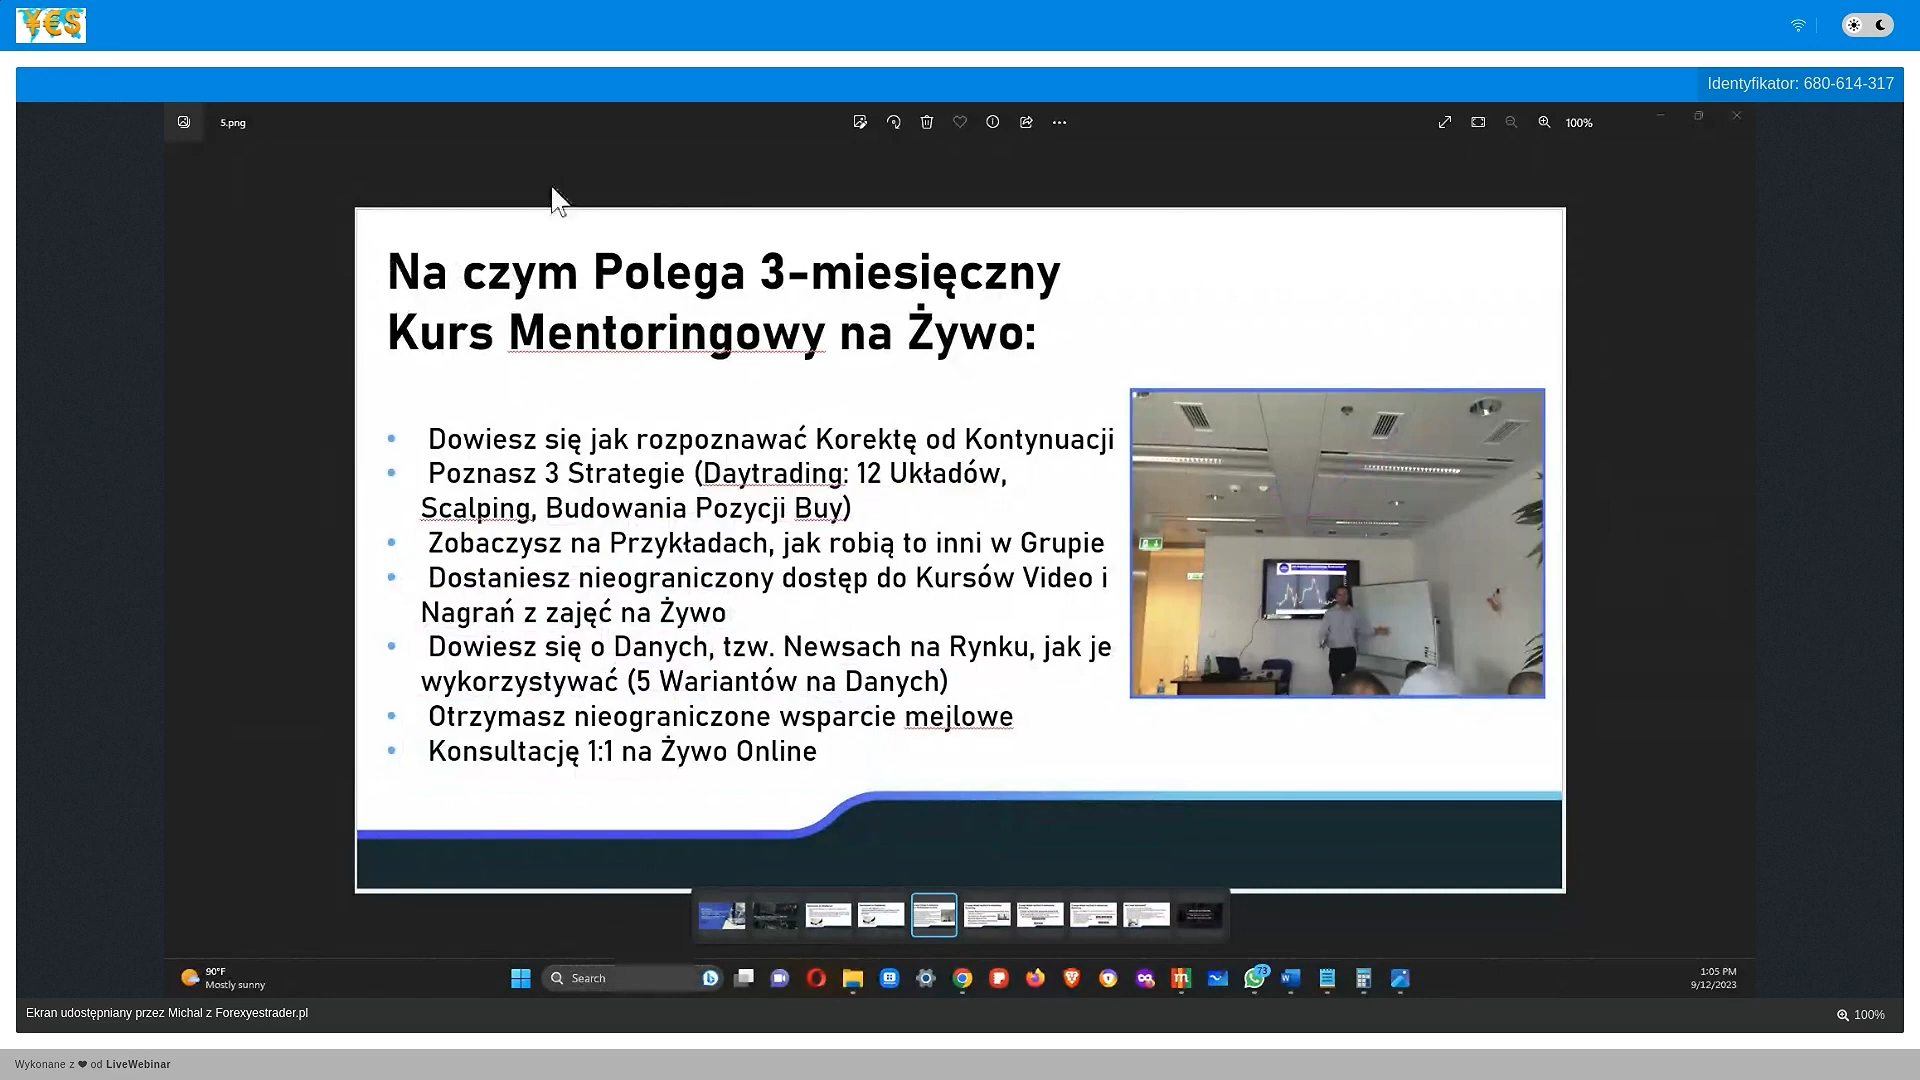 ¥€$
Identyfikator: 680-614-317
5.png
100%
Na czym Polega 3-miesięczny
Kurs Mentoringowy na Żywo:
• Dowiesz się jak rozpoznawać Korektę od Kontynuacji
• Poznasz 3 Strategie (Daytrading: 12 Układów,
Scalping, Budowania Pozycji Buy)
• Zobaczysz na Przykładach, jak robią to inni w Grupie
• Dostaniesz nieograniczony dostęp do Kursów Video i
Nagrań z zajęć na Żywo
• Dowiesz się o Danych, tzw. Newsach na Rynku, jak je
wykorzystywać (5 Wariantów na Danych)
• Otrzymasz nieograniczone wsparcie mejlowe
• Konsultację 1:1 na Żywo Online
90°F
Mostly sunny
Search
73
1:05 PM
9/12/2023
Ekran udostępniany przez Michal z Forexyestrader.pl
100%
Wykonane z ❤ od LiveWebinar